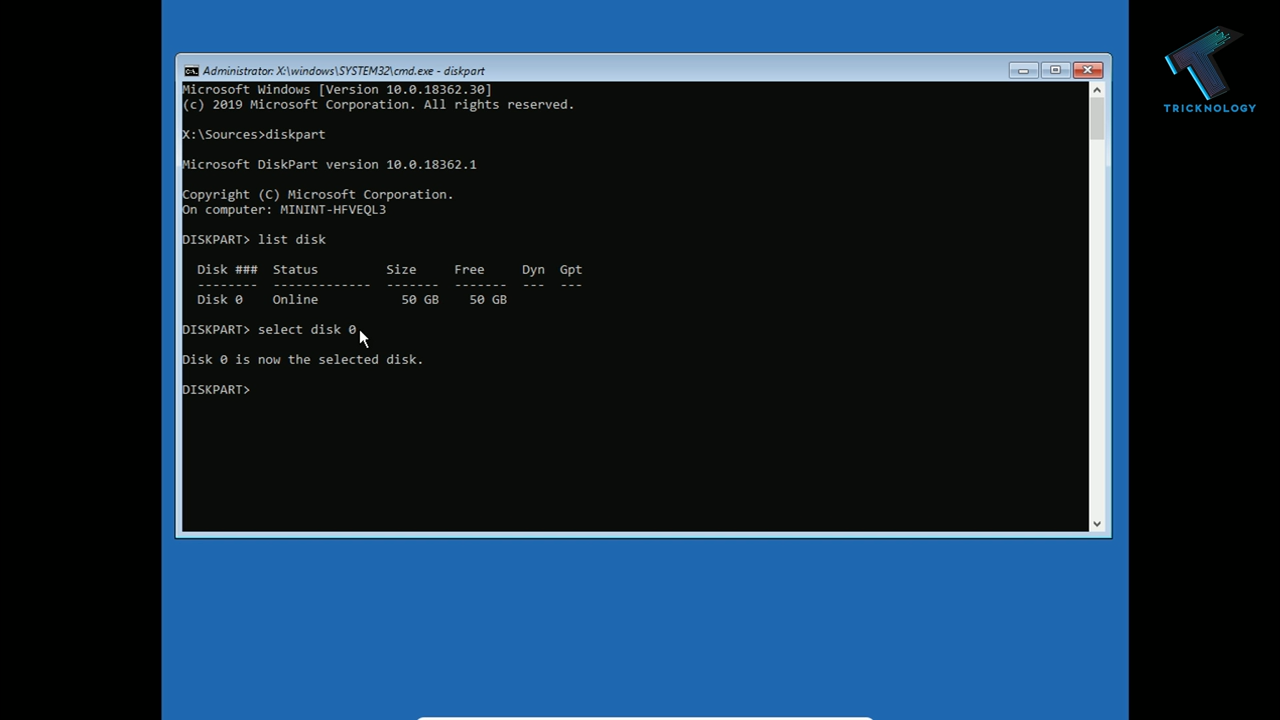 Administrator: X:\windows\SYSTEM32\cmd.exe - diskpart
Microsoft Windows [Version 10.0.18362.30]
(c) 2019 Microsoft Corporation. All rights reserved.
X:\Sources>diskpart
Microsoft DiskPart version 10.0.18362.1
Copyright (C) Microsoft Corporation.
On computer: MININT-HFVEQL3
DISKPART> list disk
Disk ### Status Size Free Dyn Gpt
-------- ------------- ------- ------- --- ---
Disk 0 Online 50 GB 50 GB
DISKPART> select disk 0
Disk 0 is now the selected disk.
DISKPART>
TRICKNOLOGY